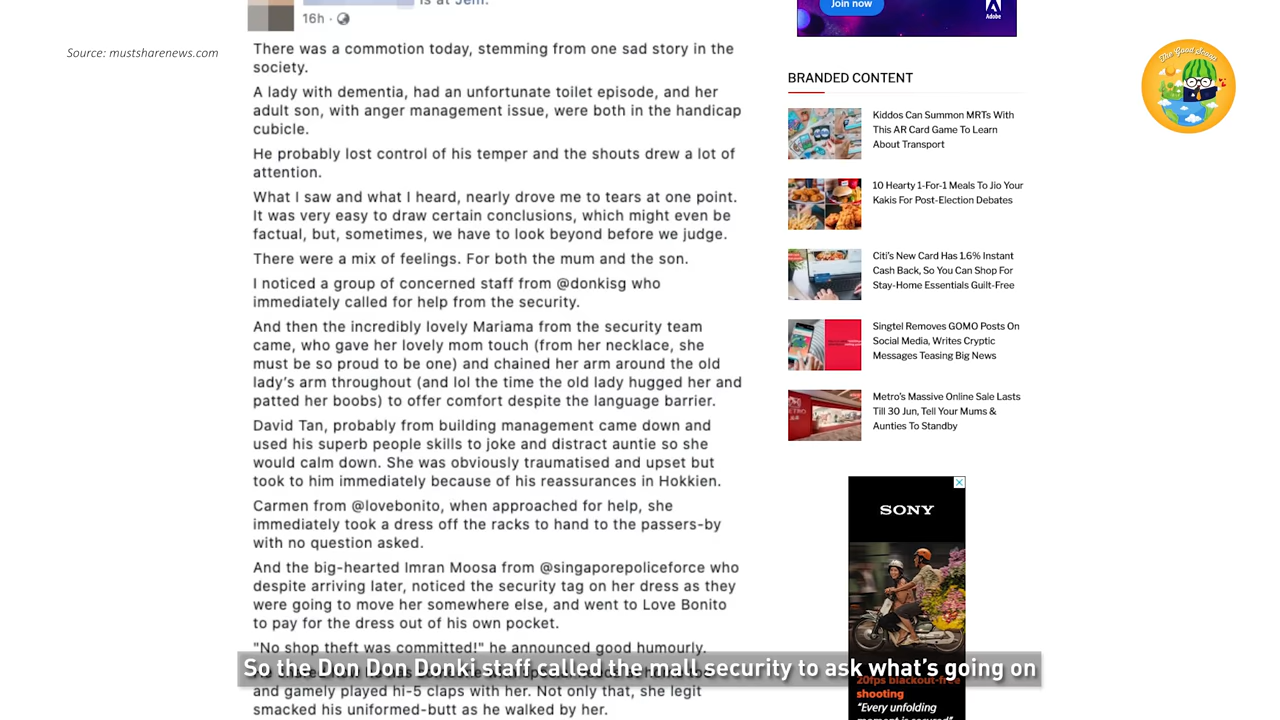 is at Jem.
16h ·
Join now
Adobe
Source: mustsharenews.com
The Good Scoop
There was a commotion today, stemming from one sad story in the
society.
A lady with dementia, had an unfortunate toilet episode, and her
adult son, with anger management issue, were both in the handicap
cubicle.
He probably lost control of his temper and the shouts drew a lot of
attention.
What I saw and what I heard, nearly drove me to tears at one point.
It was very easy to draw certain conclusions, which might even be
factual, but, sometimes, we have to look beyond before we judge.
There were a mix of feelings. For both the mum and the son.
I noticed a group of concerned staff from @donkisg who
immediately called for help from the security.
And then the incredibly lovely Mariama from the security team
came, who gave her lovely mom touch (from her necklace, she
must be so proud to be one) and chained her arm around the old
lady's arm throughout (and lol the time the old lady hugged her and
patted her boobs) to offer comfort despite the language barrier.
David Tan, probably from building management came down and
used his superb people skills to joke and distract auntie so she
would calm down. She was obviously traumatised and upset but
took to him immediately because of his reassurances in Hokkien.
Carmen from @lovebonito, when approached for help, she
immediately took a dress off the racks to hand to the passers-by
with no question asked.
And the big-hearted Imran Moosa from @singaporepoliceforce who
despite arriving later, noticed the security tag on her dress as they
were going to move her somewhere else, and went to Love Bonito
to pay for the dress out of his own pocket.
"No shop theft was committed!" he announced good humourly.
and gamely played hi-5 claps with her. Not only that, she legit
smacked his uniformed-butt as he walked by her.
So the Don Don Donki staff called the mall security to ask what's going on
BRANDED CONTENT
Kiddos Can Summon MRTs With
This AR Card Game To Learn
About Transport
10 Hearty 1-For-1 Meals To Jio Your
Kakis For Post-Election Debates
Citi's New Card Has 1.6% Instant
Cash Back, So You Can Shop For
Stay-Home Essentials Guilt-Free
Singtel Removes GOMO Posts On
Social Media, Writes Cryptic
Messages Teasing Big News
Metro's Massive Online Sale Lasts
Till 30 Jun, Tell Your Mums &
Aunties To Standby
SONY
20fps blackout-free
shooting
"Every unfolding
moment is secured"